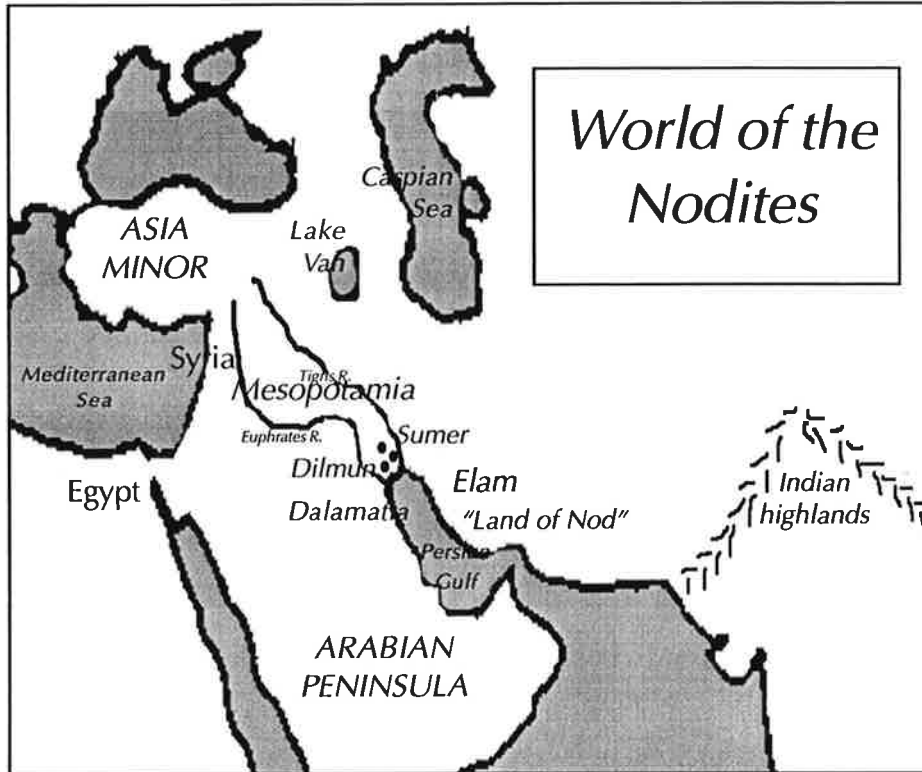 World of the
Nodites
Caspian
Sea
ASIA
MINOR
Lake
Van
Syria
Mediterranean
Sea
Tigris R.
Mesopotamia
Euphrates R.
Sumer
Dilmun
Egypt
Elam
Dalamatia
"Land of Nod"
Indian
highlands
Persian
Gulf
ARABIAN
PENINSULA